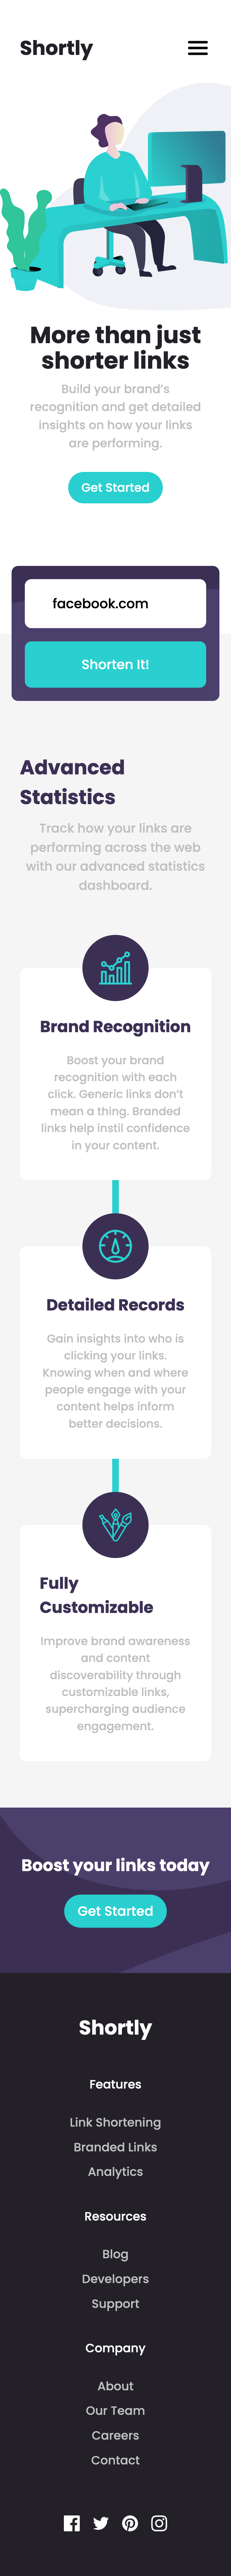 Shortly
More than just
shorter links
Build your brand's
recognition and get detailed
insights on how your links
are performing.
Get Started
facebook.com
Shorten It!
Advanced
Statistics
Track how your links are
performing across the web
with our advanced statistics
dashboard.
Brand Recognition
Boost your brand
recognition with each
click. Generic links don't
mean a thing. Branded
links help instil confidence
in your content.
Detailed Records
Gain insights into who is
clicking your links.
Knowing when and where
people engage with your
content helps inform
better decisions.
Fully
Customizable
Improve brand awareness
and content
discoverability through
customizable links,
supercharging audience
engagement.
Boost your links today
Get Started
Shortly
Features
Link Shortening
Branded Links
Analytics
Resources
Blog
Developers
Support
Company
About
Our Team
Careers
Contact